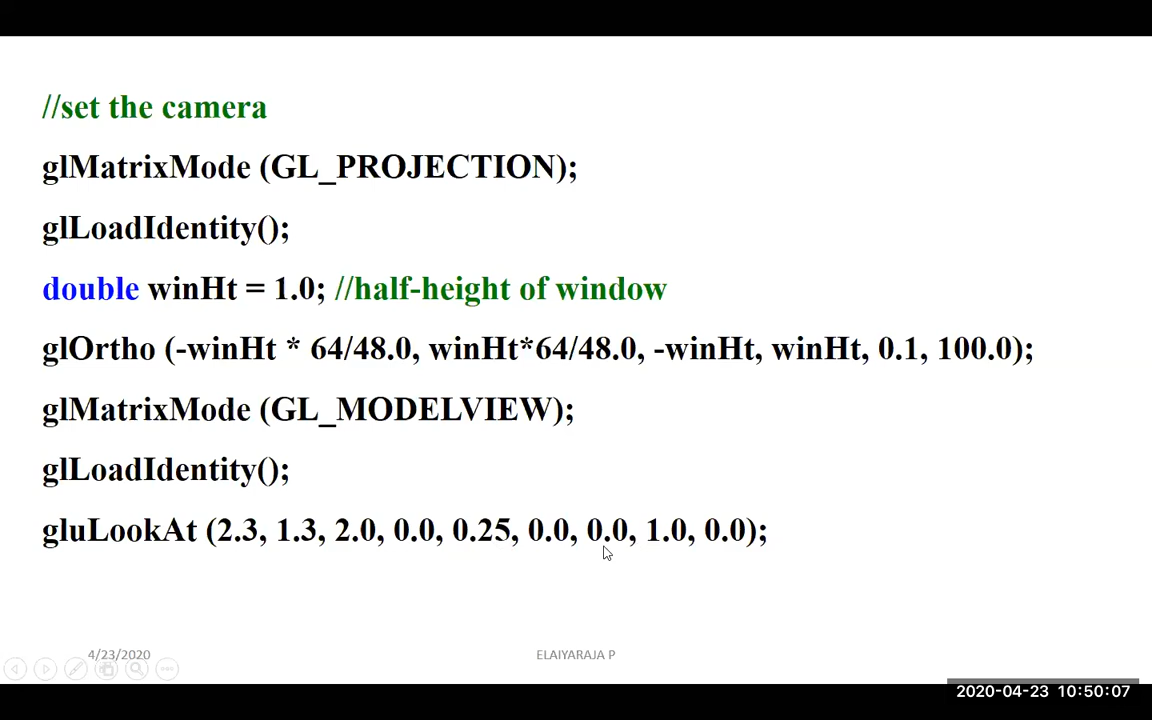 //set the camera
glMatrixMode (GL_PROJECTION);
glLoadIdentity();
double winHt = 1.0; //half-height of window
glOrtho (-winHt * 64/48.0, winHt*64/48.0, -winHt, winHt, 0.1, 100.0);
glMatrixMode (GL_MODELVIEW);
glLoadIdentity();
gluLookAt (2.3, 1.3, 2.0, 0.0, 0.25, 0.0, 0.0, 1.0, 0.0);
4/23/2020 ELAIYARAJA P
2020-04-23 10:50:07